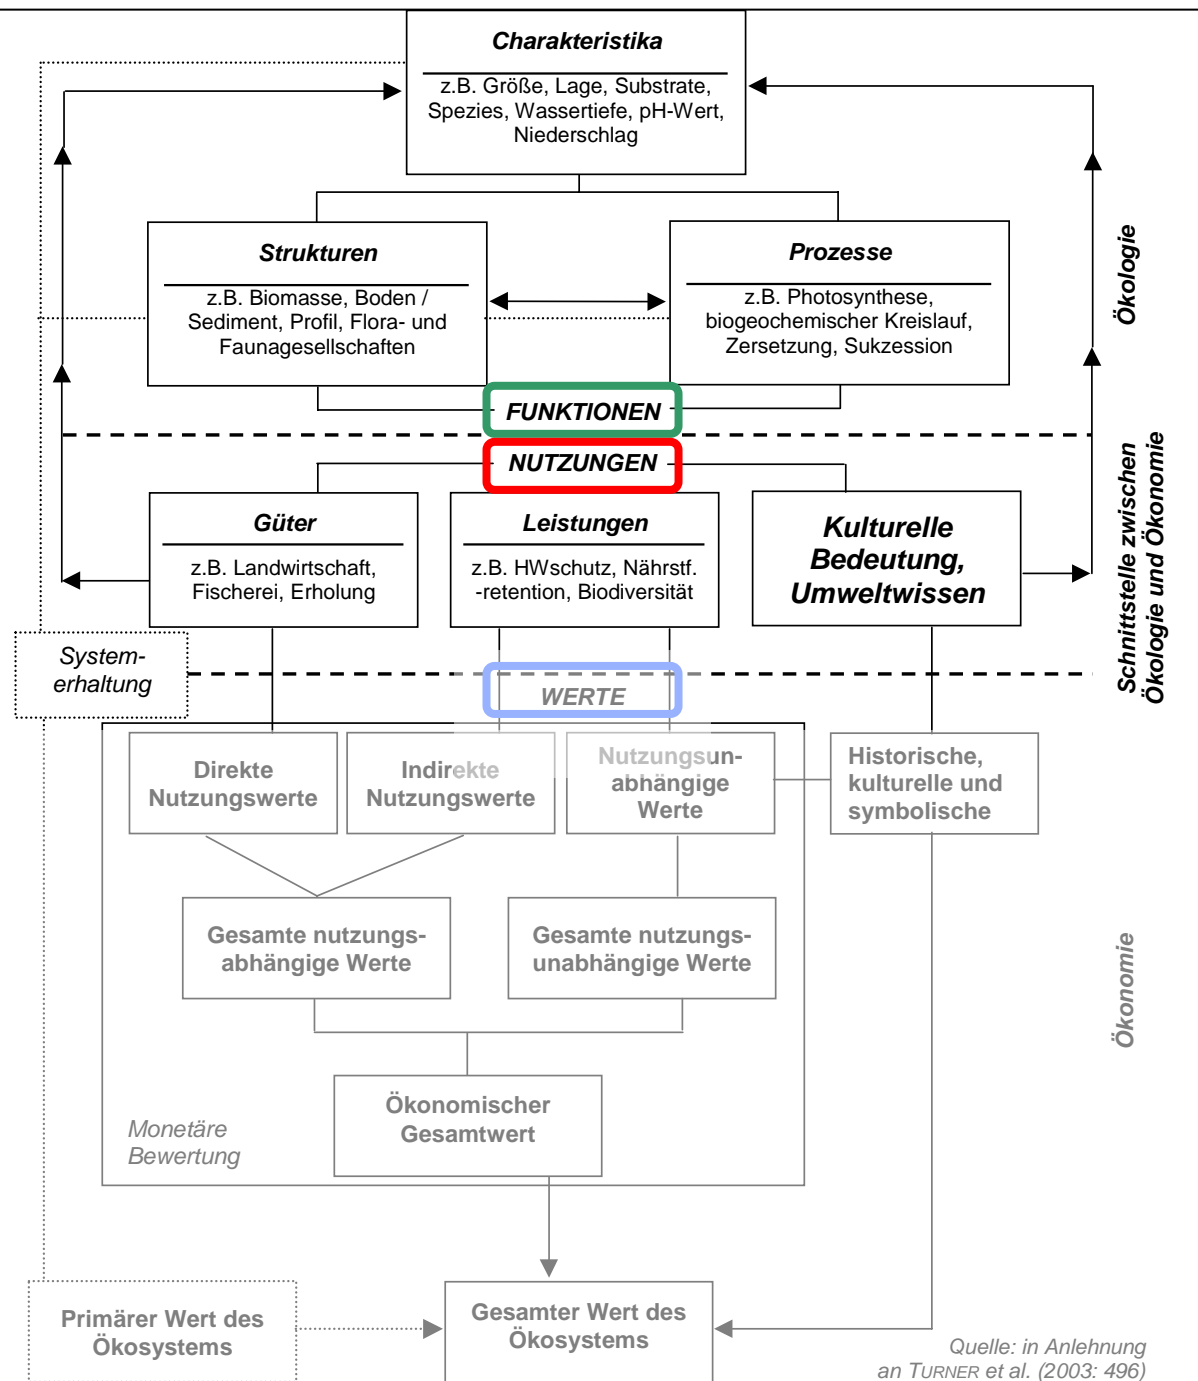 Charakteristika
z.B. Größe, Lage, Substrate,
Spezies, Wassertiefe, pH-Wert,
Niederschlag
Strukturen
z.B. Biomasse, Boden /
Sediment, Profil, Flora- und
Faunagesellschaften
Prozesse
z.B. Photosynthese,
biogeochemischer Kreislauf,
Zersetzung, Sukzession
Ökologie
FUNKTIONEN
NUTZUNGEN
Güter
z.B. Landwirtschaft,
Fischerei, Erholung
Leistungen
z.B. HWschutz, Nährstf.
-retention, Biodiversität
Kulturelle
Bedeutung,
Umweltwissen
Schnittstelle zwischen
Ökologie und Ökonomie
System-
erhaltung
WERTE
Direkte
Nutzungswerte
Indirekte
Nutzungswerte
Nutzungsun-
abhängige
Werte
Historische,
kulturelle und
symbolische
Gesamte nutzungs-
abhängige Werte
Gesamte nutzungs-
unabhängige Werte
Ökonomie
Ökonomischer
Gesamtwert
Monetäre
Bewertung
Primärer Wert des
Ökosystems
Gesamter Wert des
Ökosystems
Quelle: in Anlehnung
an TURNER et al. (2003: 496)